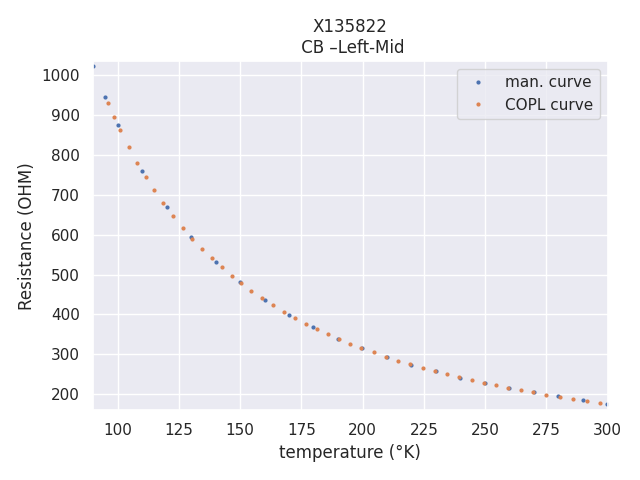 X135822
CB –Left-Mid
man. curve
COPL curve
Resistance (OHM)
1000
900
800
700
600
500
400
300
200
100 125 150 175 200 225 250 275 300
temperature (°K)